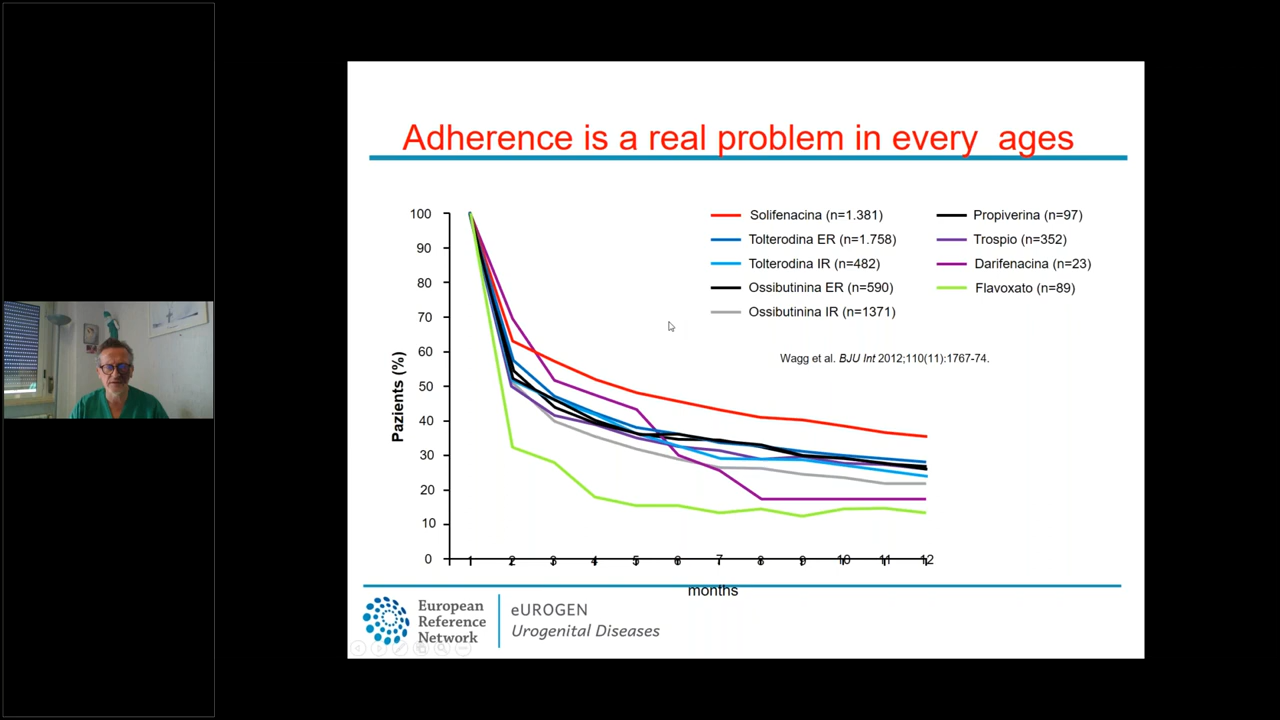 Adherence is a real problem in every  ages
Solifenacina (n=1.381)
Tolterodina ER (n=1.758)
Tolterodina IR (n=482)
Ossibutinina ER (n=590)
Ossibutinina IR (n=1371)
Propiverina (n=97)
Trospio (n=352)
Darifenacina (n=23)
Flavoxato (n=89)
Wagg et al. BJU Int 2012;110(11):1767-74.
Pazients (%)
100
90
80
70
60
50
40
30
20
10
0
1 2 3 4 5 6 7 8 9 10 11 12
months
European
Reference
Network
eUROGEN
Urogenital Diseases